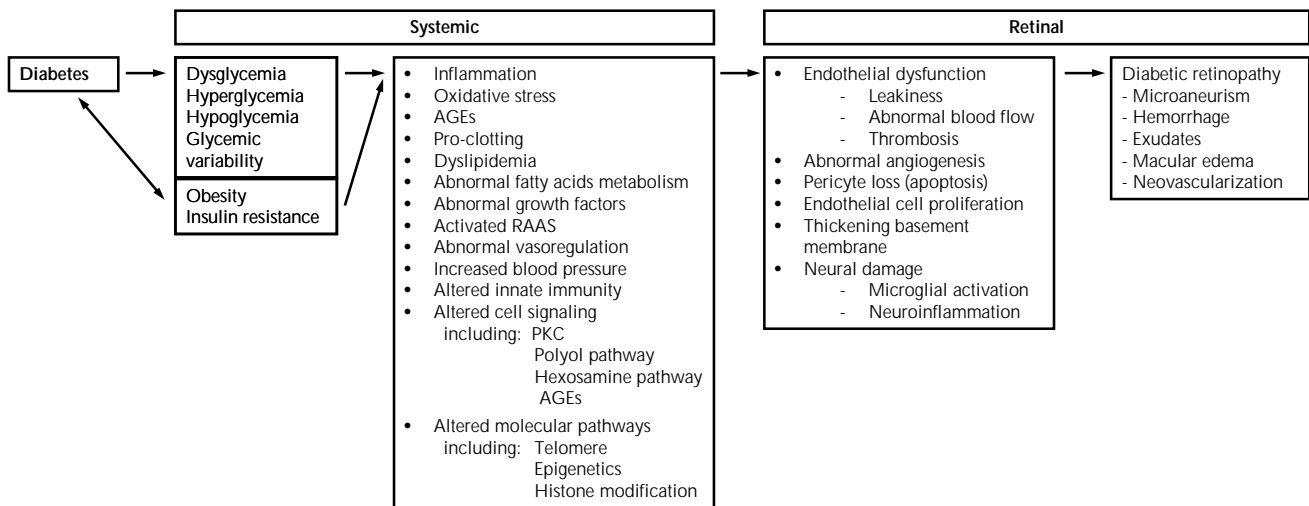 Systemic
Retinal
Diabetes
Dysglycemia
Hyperglycemia
Hypoglycemia
Glycemic
variability
Obesity
Insulin resistance
• Inflammation
• Oxidative stress
• AGEs
• Pro-clotting
• Dyslipidemia
• Abnormal fatty acids metabolism
• Abnormal growth factors
• Activated RAAS
• Abnormal vasoregulation
• Increased blood pressure
• Altered innate immunity
• Altered cell signaling
including: PKC
Polyol pathway
Hexosamine pathway
AGEs
• Altered molecular pathways
including: Telomere
Epigenetics
Histone modification
• Endothelial dysfunction
- Leakiness
- Abnormal blood flow
- Thrombosis
• Abnormal angiogenesis
• Pericyte loss (apoptosis)
• Endothelial cell proliferation
• Thickening basement
membrane
• Neural damage
- Microglial activation
- Neuroinflammation
Diabetic retinopathy
- Microaneurism
- Hemorrhage
- Exudates
- Macular edema
- Neovascularization